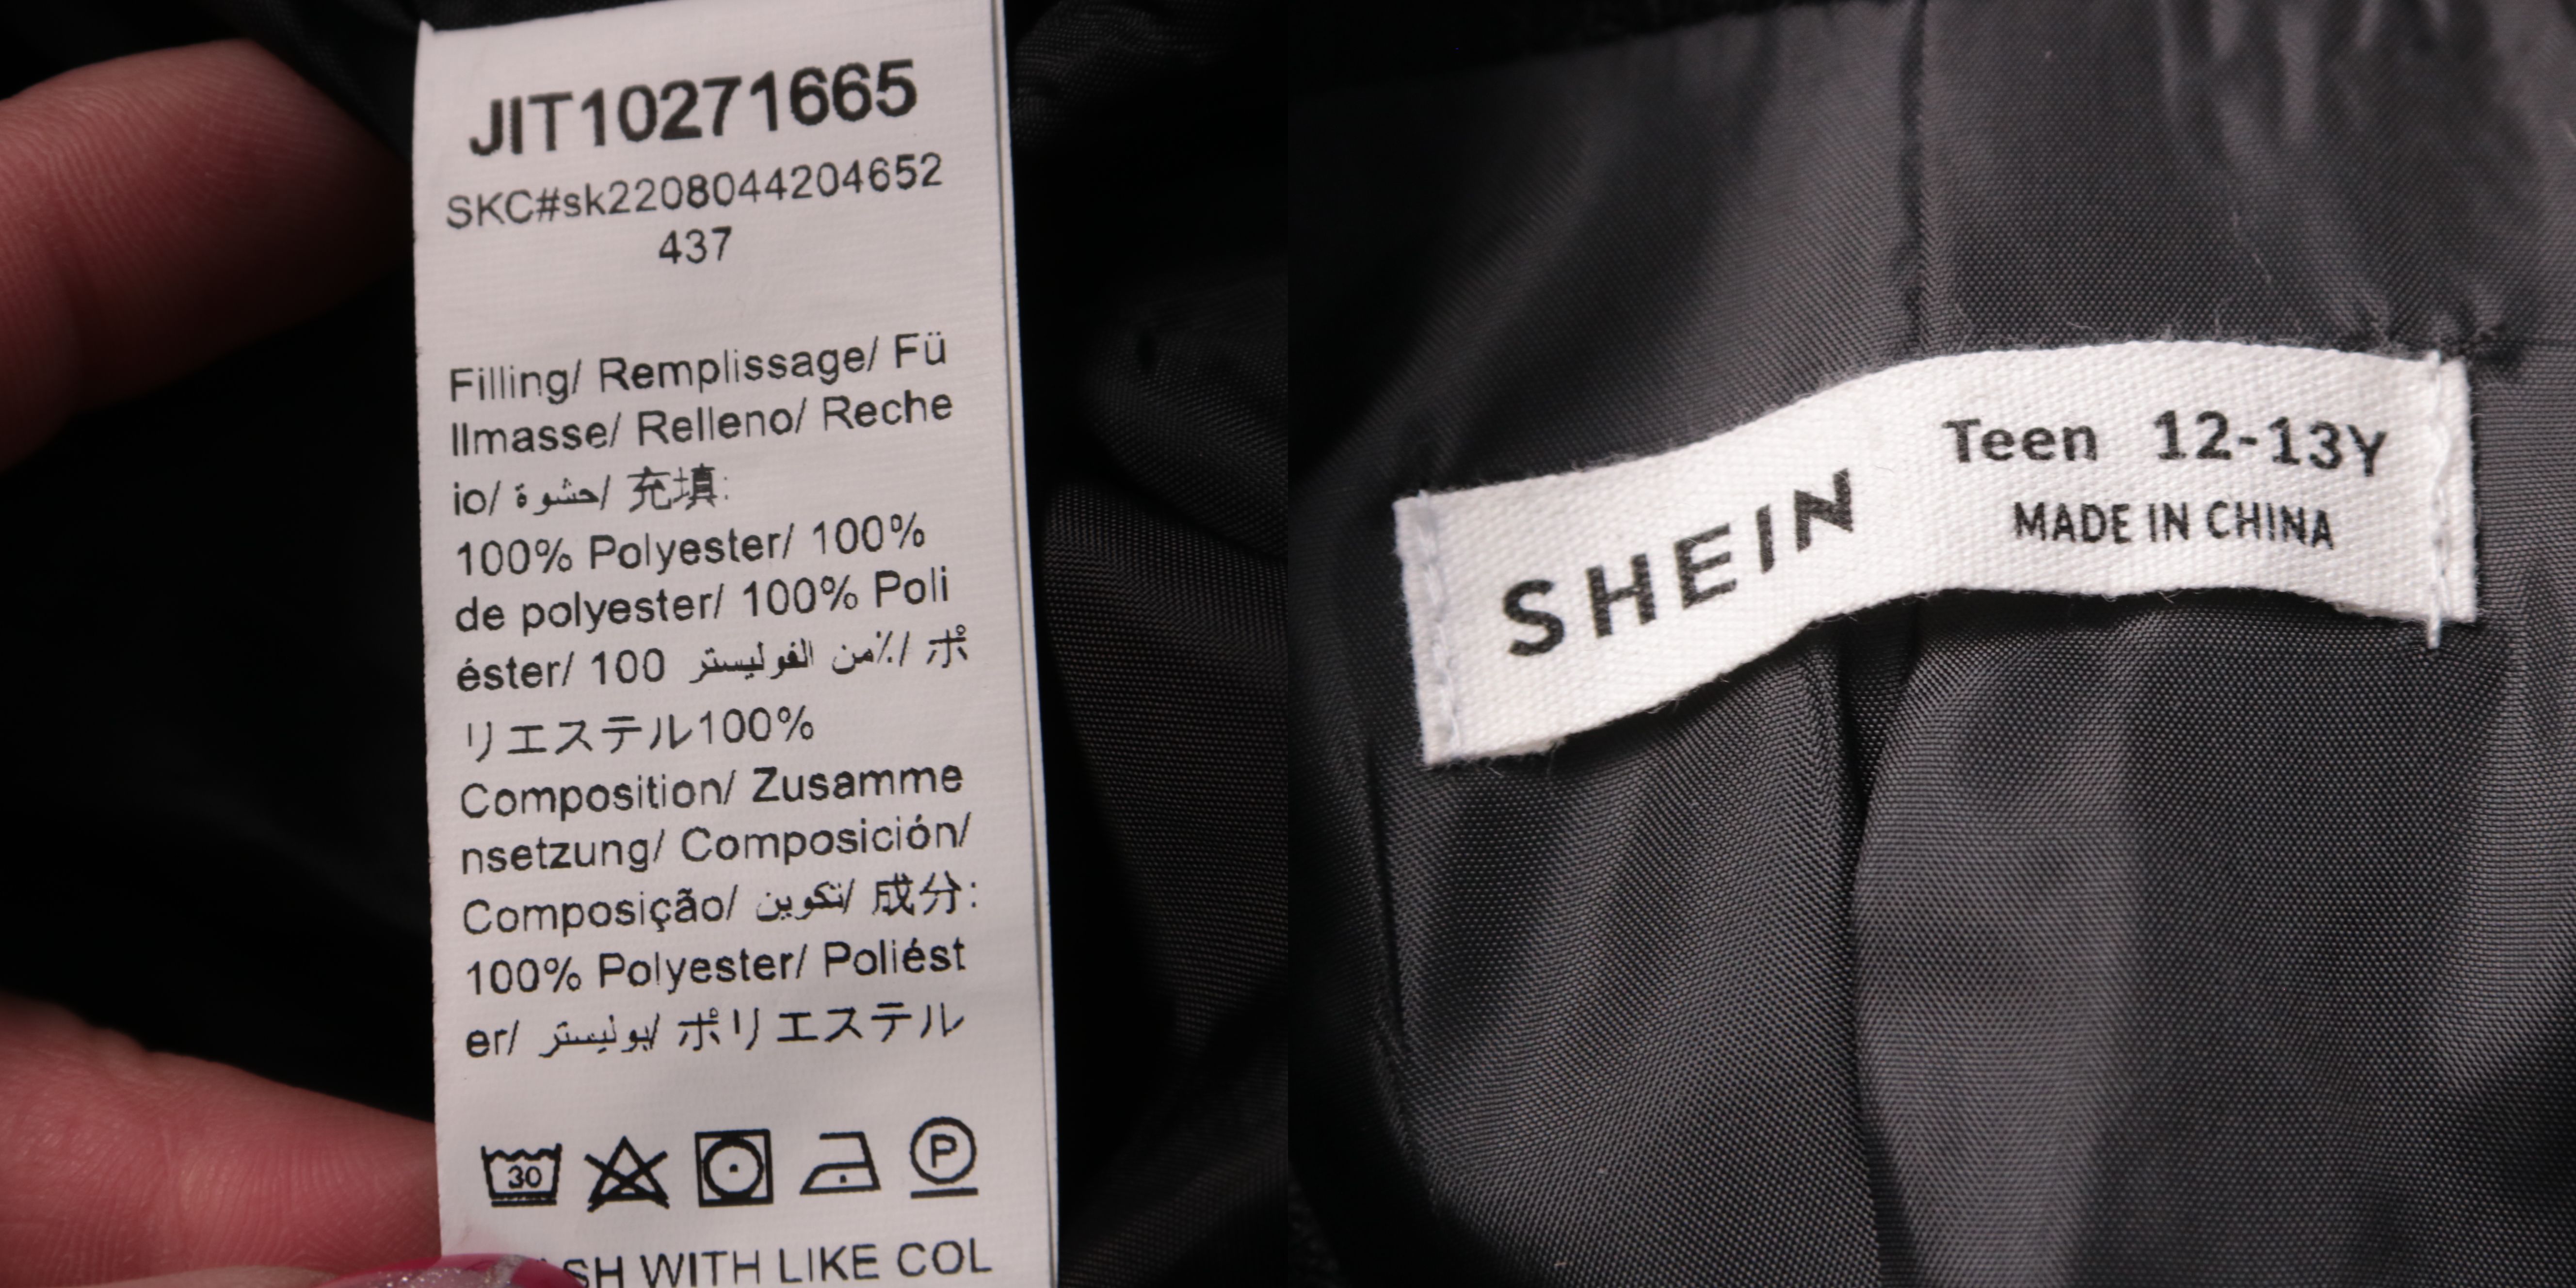 JIT10271665
SKC#sk2208044204652
437
Filling/ Remplissage/ Fü
llmasse/ Relleno/ Reche
io/ حشوة/ 充填:
100% Polyester/ 100%
de polyester/ 100% Poli
éster/ 100 من الفوليستر٪/ ポ
リエステル100%
Composition/ Zusamme
nsetzung/ Composición/
Composição/ تكوين/ 成分:
100% Polyester/ Poliést
er/ بوليستر/ ポリエステル
30
P
WITH LIKE COL
SHEIN
Teen 12-13Y
MADE IN CHINA